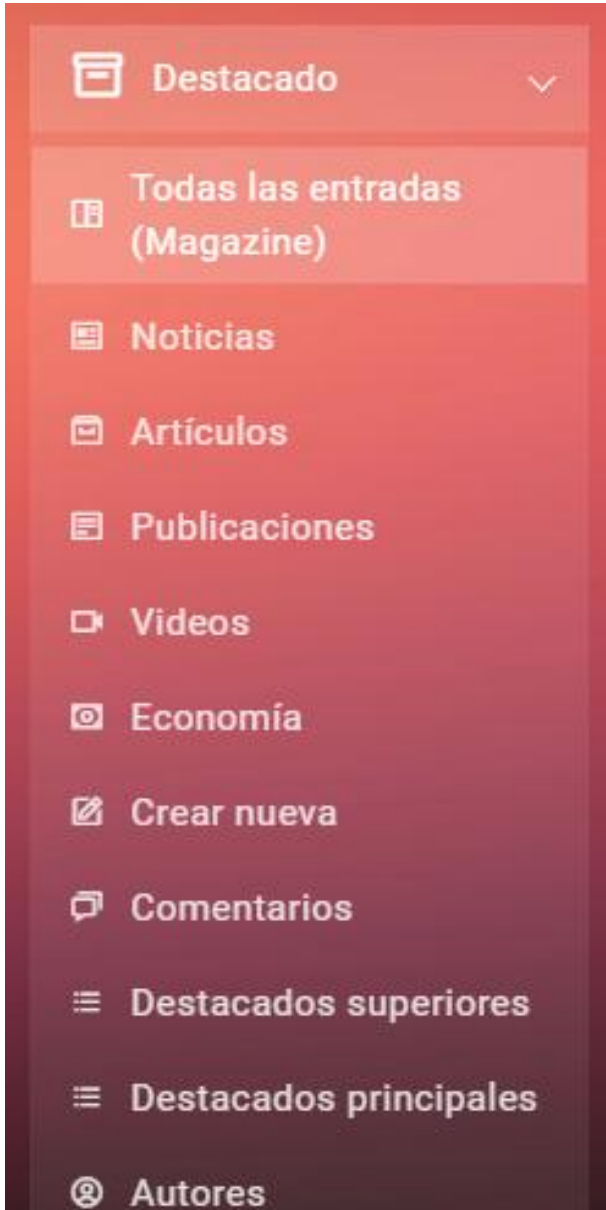 Destacado
Todas las entradas
(Magazine)
Noticias
Artículos
Publicaciones
Videos
Economía
Crear nueva
Comentarios
Destacados superiores
Destacados principales
Autores